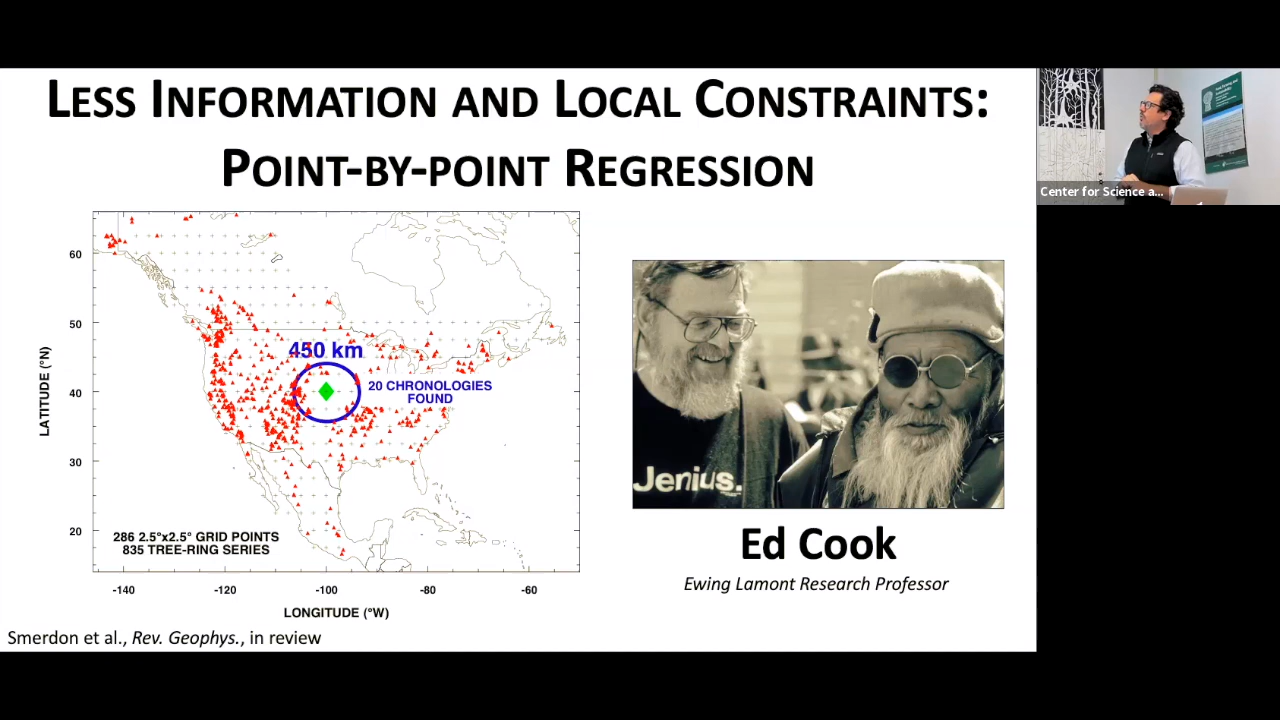 LESS INFORMATION AND LOCAL CONSTRAINTS:
POINT-BY-POINT REGRESSION
450 km
20 CHRONOLOGIES
FOUND
286 2.5°x2.5° GRID POINTS
835 TREE-RING SERIES
LATITUDE (°N)
60
50
40
30
20
-140
-120
-100
-80
-60
LONGITUDE (°W)
Smerdon et al., Rev. Geophys., in review
Jenius.
Ed Cook
Ewing Lamont Research Professor
Center for Science a...